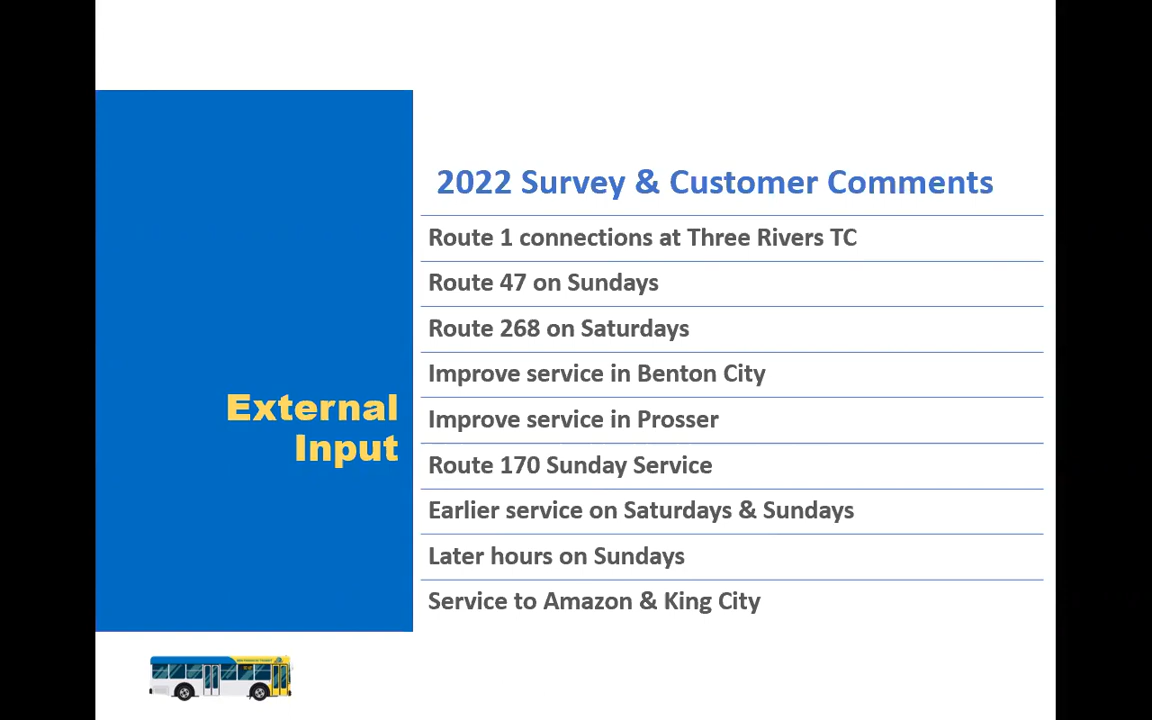 External
Input
2022 Survey & Customer Comments
Route 1 connections at Three Rivers TC
Route 47 on Sundays
Route 268 on Saturdays
Improve service in Benton City
Improve service in Prosser
Route 170 Sunday Service
Earlier service on Saturdays & Sundays
Later hours on Sundays
Service to Amazon & King City